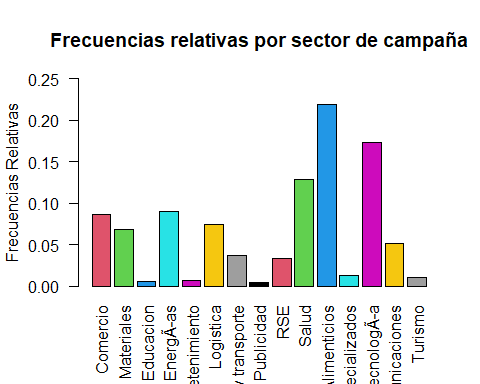 Frecuencias relativas por sector de campaña
Frecuencias Relativas
0.25
0.20
0.15
0.10
0.05
0.00
Comercio
Materiales
Educacion
EnergÃ-as
etenimiento
Logistica
y transporte
Publicidad
RSE
Salud
Alimenticios
ecializados
ecnologÃ-a
nicaciones
Turismo